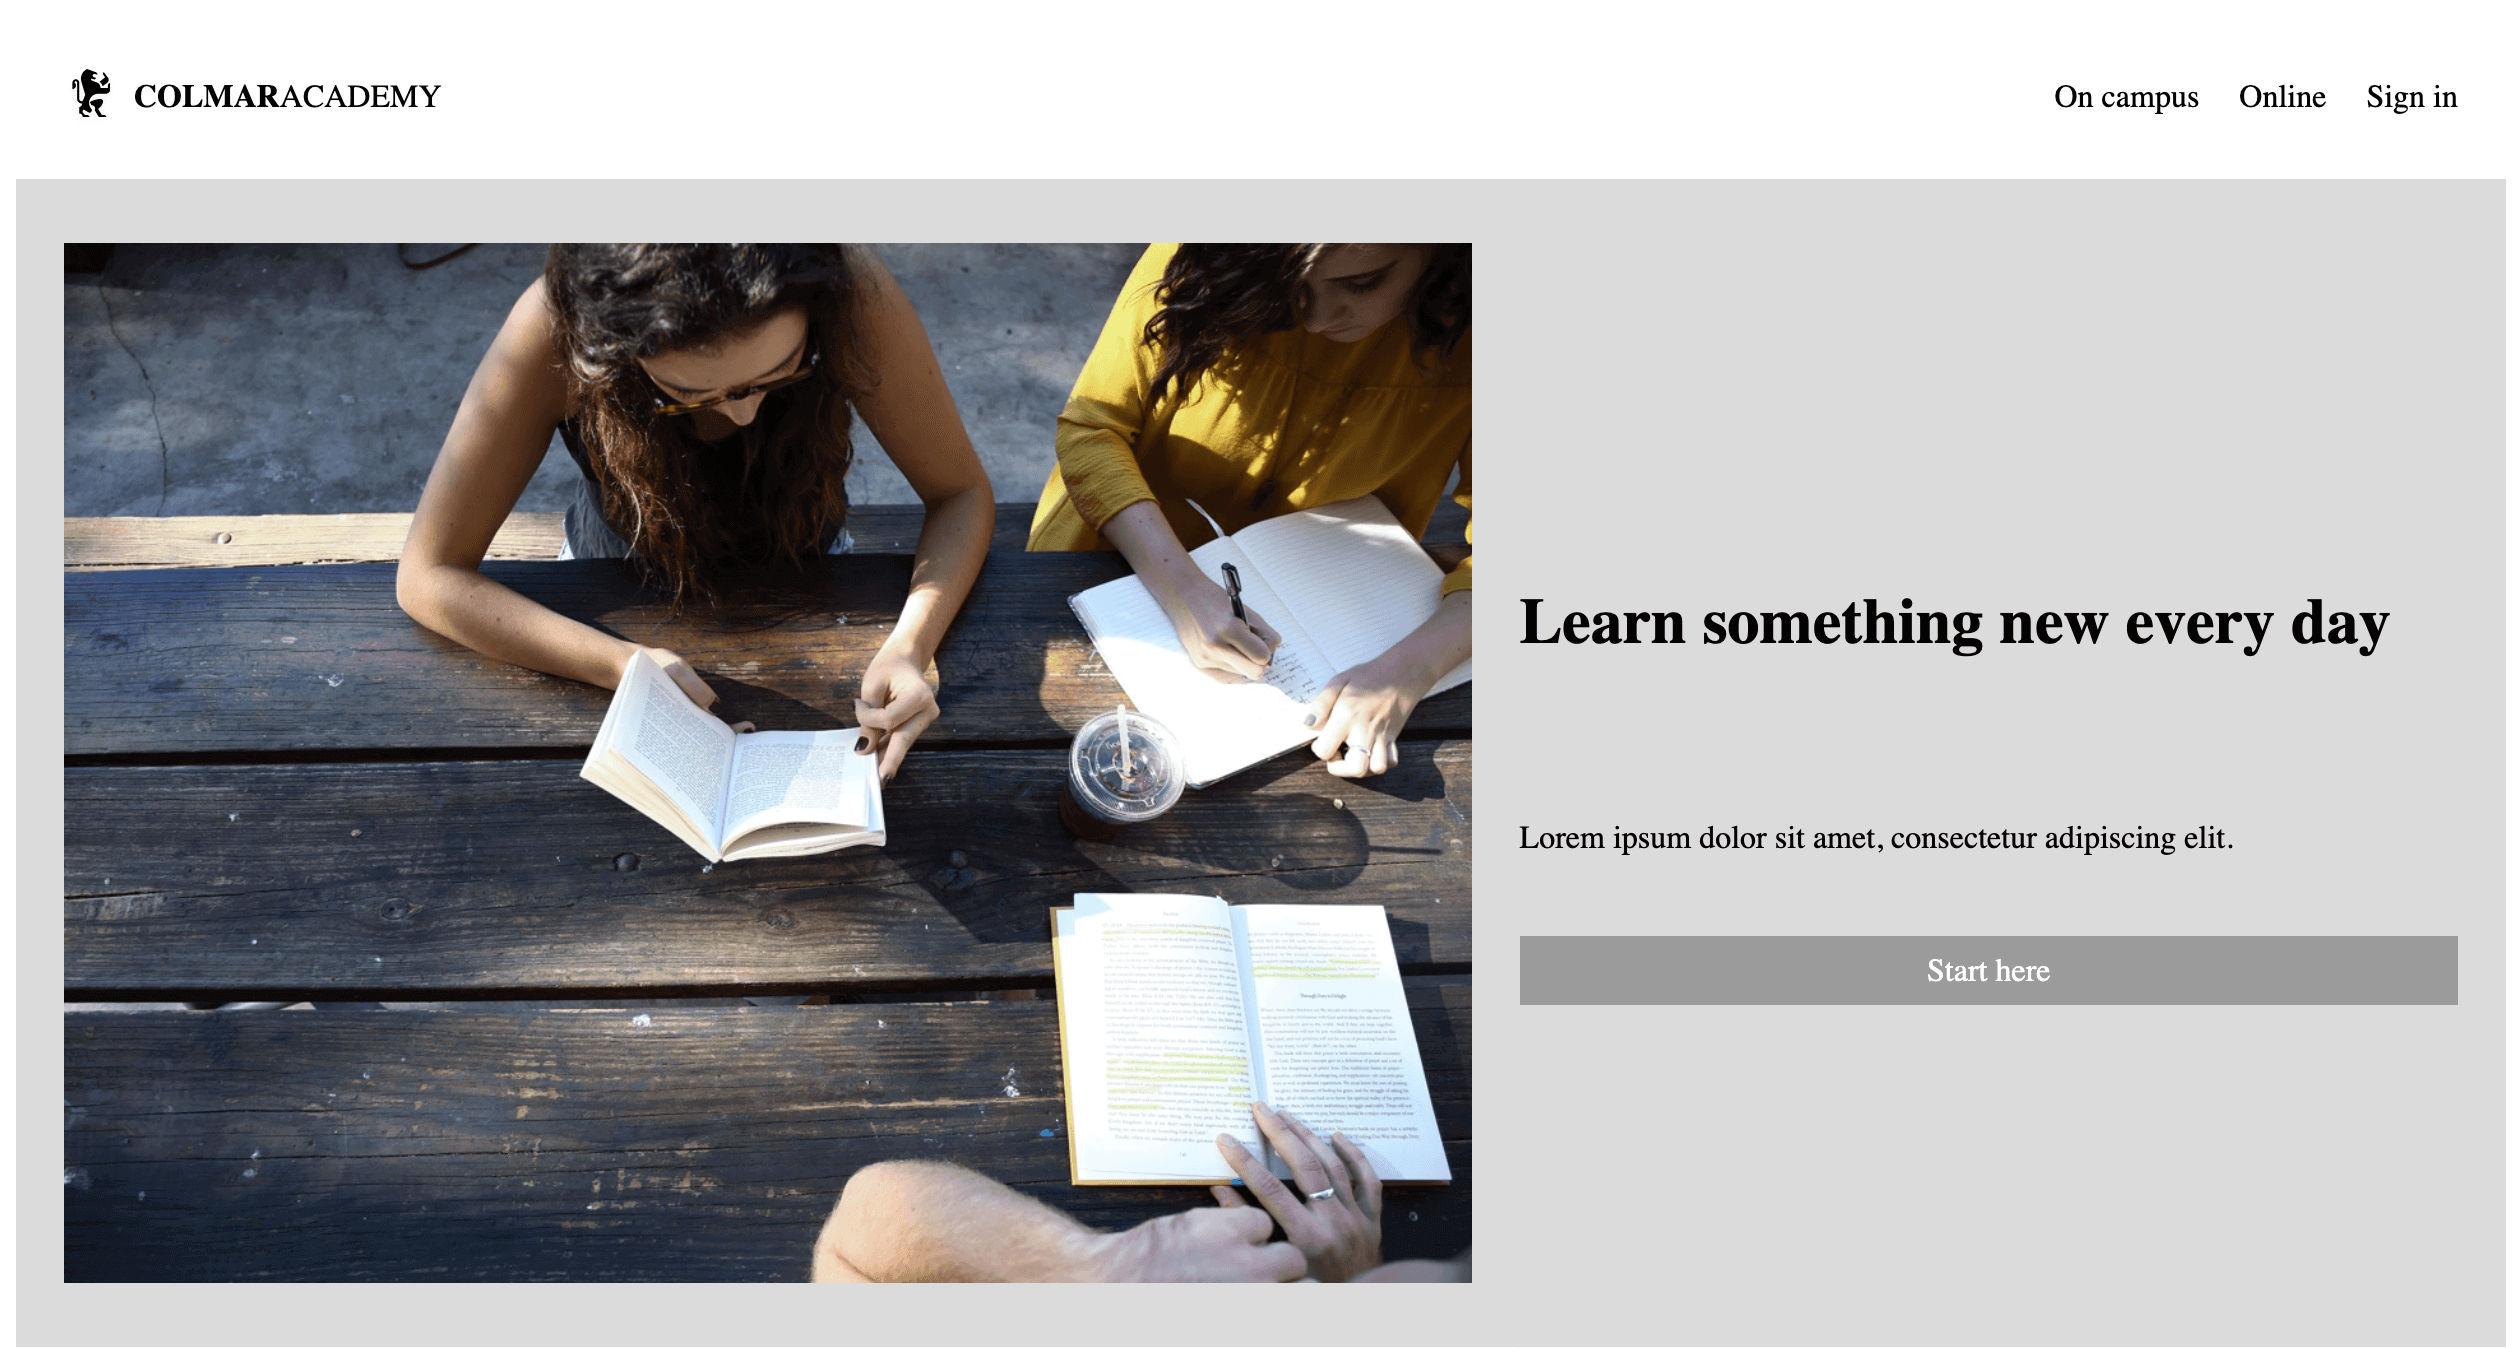 COLMARACADEMY
On campus Online Sign in
Learn something new every day
Lorem ipsum dolor sit amet, consectetur adipiscing elit.
Start here